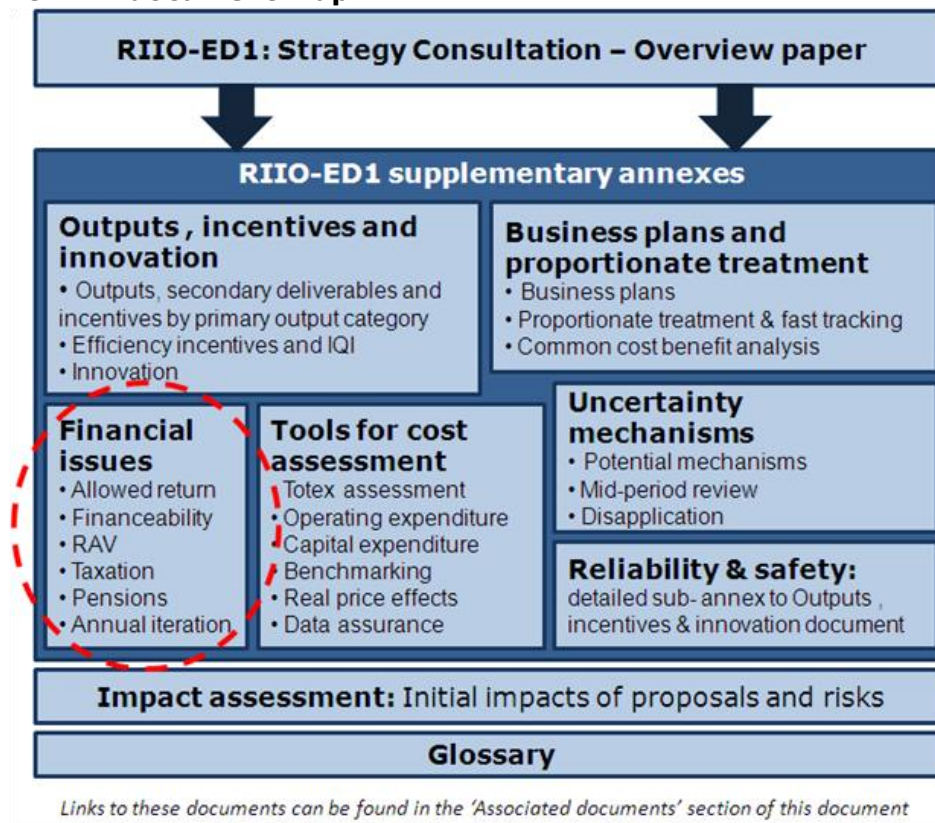 RIIO-ED1: Strategy Consultation – Overview paper
RIIO-ED1 supplementary annexes
Outputs , incentives and
innovation
• Outputs, secondary deliverables and
incentives by primary output category
• Efficiency incentives and IQI
• Innovation
Business plans and
proportionate treatment
• Business plans
• Proportionate treatment & fast tracking
• Common cost benefit analysis
Financial
issues
• Allowed return
• Financeability
• RAV
• Taxation
• Pensions
• Annual iteration
Tools for cost
assessment
• Totex assessment
• Operating expenditure
• Capital expenditure
• Benchmarking
• Real price effects
• Data assurance
Uncertainty
mechanisms
• Potential mechanisms
• Mid-period review
• Disapplication
Reliability & safety:
detailed sub- annex to Outputs ,
incentives & innovation document
Impact assessment: Initial impacts of proposals and risks
Glossary
Links to these documents can be found in the ‘Associated documents’ section of this document